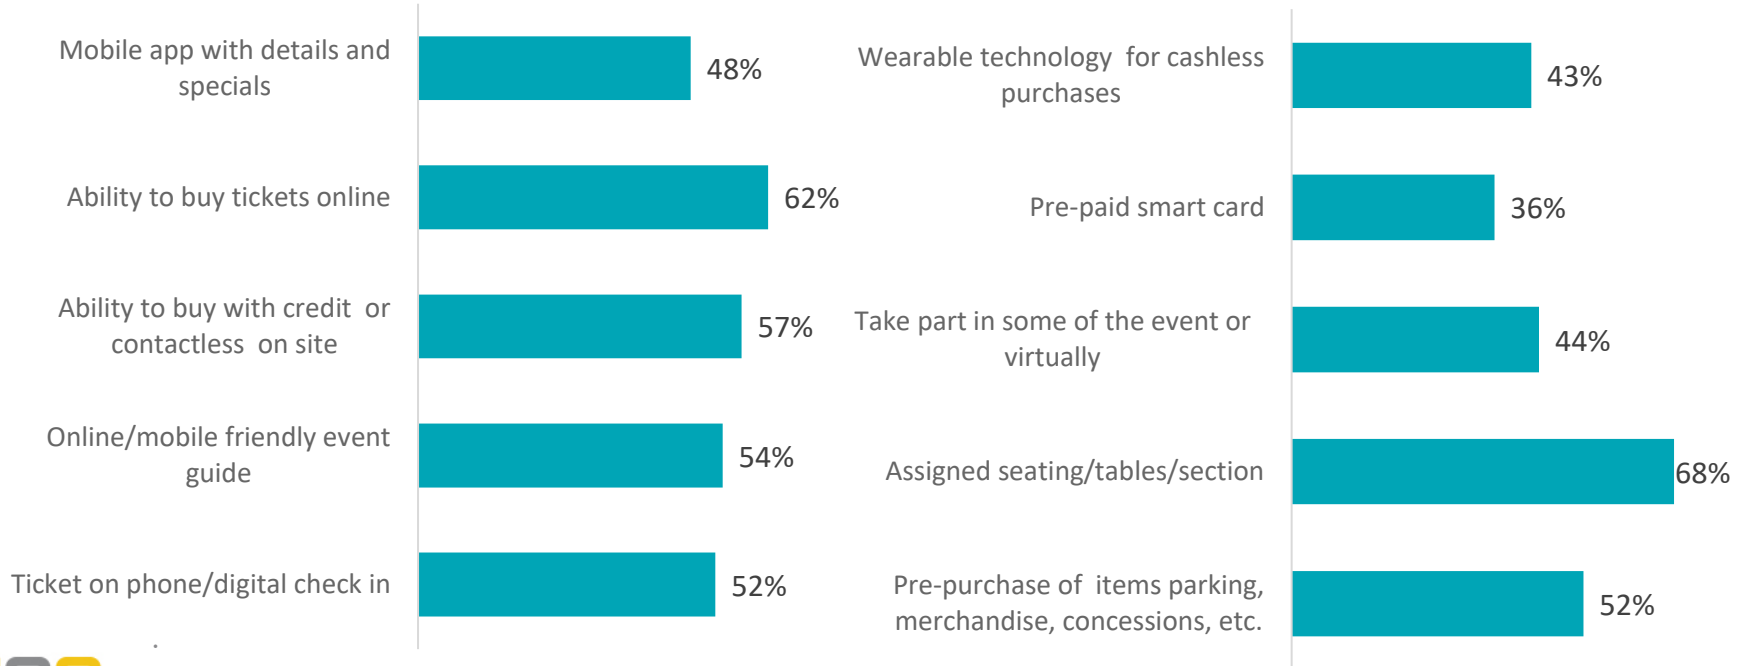 Mobile app with details and
specials
48%
Ability to buy tickets online
62%
Ability to buy with credit or
contactless on site
57%
Online/mobile friendly event
guide
54%
Ticket on phone/digital check in
52%
.
Wearable technology for cashless
purchases
43%
Pre-paid smart card
36%
Take part in some of the event or
virtually
44%
Assigned seating/tables/section
68%
Pre-purchase of items parking,
merchandise, concessions, etc.
52%